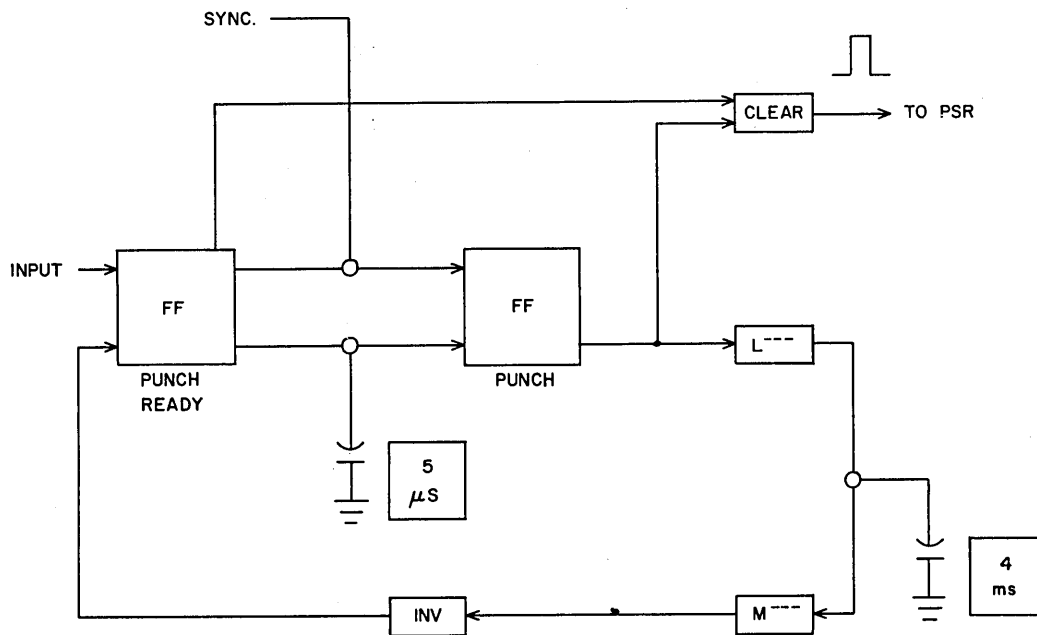 SYNC.
CLEAR
TO PSR
INPUT
FF
FF
PUNCH
READY
PUNCH
L---
5
μS
4
ms
INV
M---